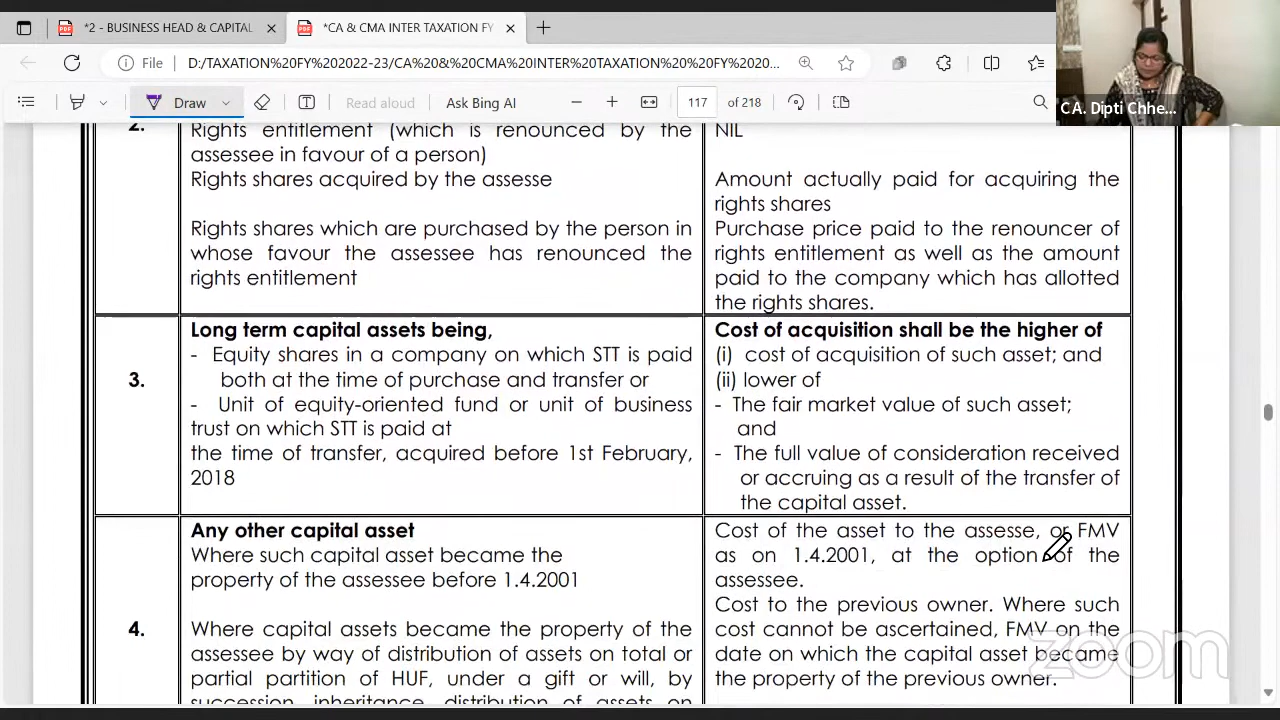 *2 - BUSINESS HEAD & CAPITAL
*CA & CMA INTER TAXATION FY
File
D:/TAXATION%20FY%202022-23/CA%20&%20CMA%20INTER%20TAXATION%20%20FY%20...
Draw
Read aloud
Ask Bing AI
117 of 218
CA. Dipti Chhe...
2.
Rights entitlement (which is renounced by the
assessee in favour of a person)
NIL
Rights shares acquired by the assesse
Amount actually paid for acquiring the
rights shares
Rights shares which are purchased by the person in
whose favour the assessee has renounced the
rights entitlement
Purchase price paid to the renouncer of
rights entitlement as well as the amount
paid to the company which has allotted
the rights shares.
3.
Long term capital assets being,
- Equity shares in a company on which STT is paid
both at the time of purchase and transfer or
- Unit of equity-oriented fund or unit of business
trust on which STT is paid at
the time of transfer, acquired before 1st February,
2018
Cost of acquisition shall be the higher of
(i) cost of acquisition of such asset; and
(ii) lower of
- The fair market value of such asset;
and
- The full value of consideration received
or accruing as a result of the transfer of
the capital asset.
4.
Any other capital asset
Where such capital asset became the
property of the assessee before 1.4.2001
Where capital assets became the property of the
assessee by way of distribution of assets on total or
partial partition of HUF, under a gift or will, by
succession, inheritance, distribution of assets on
Cost of the asset to the assesse, or FMV
as on 1.4.2001, at the option of the
assessee.
Cost to the previous owner. Where such
cost cannot be ascertained, FMV on the
date on which the capital asset became
the property of the previous owner.
zoom